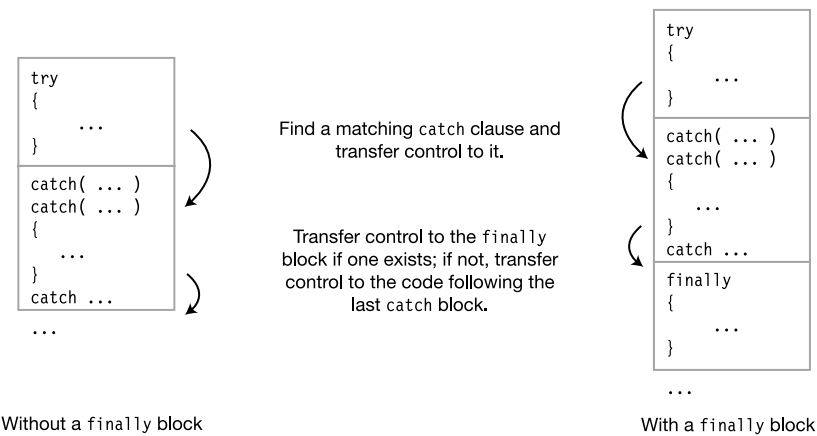 try
{
...
}
catch( ... )
catch( ... )
{
...
}
catch ...
...
Without a finally block
Find a matching catch clause and
transfer control to it.
Transfer control to the finally
block if one exists; if not, transfer
control to the code following the
last catch block.
try
{
...
}
catch( ... )
catch( ... )
{
...
}
catch ...
finally
{
...
}
...
With a finally block